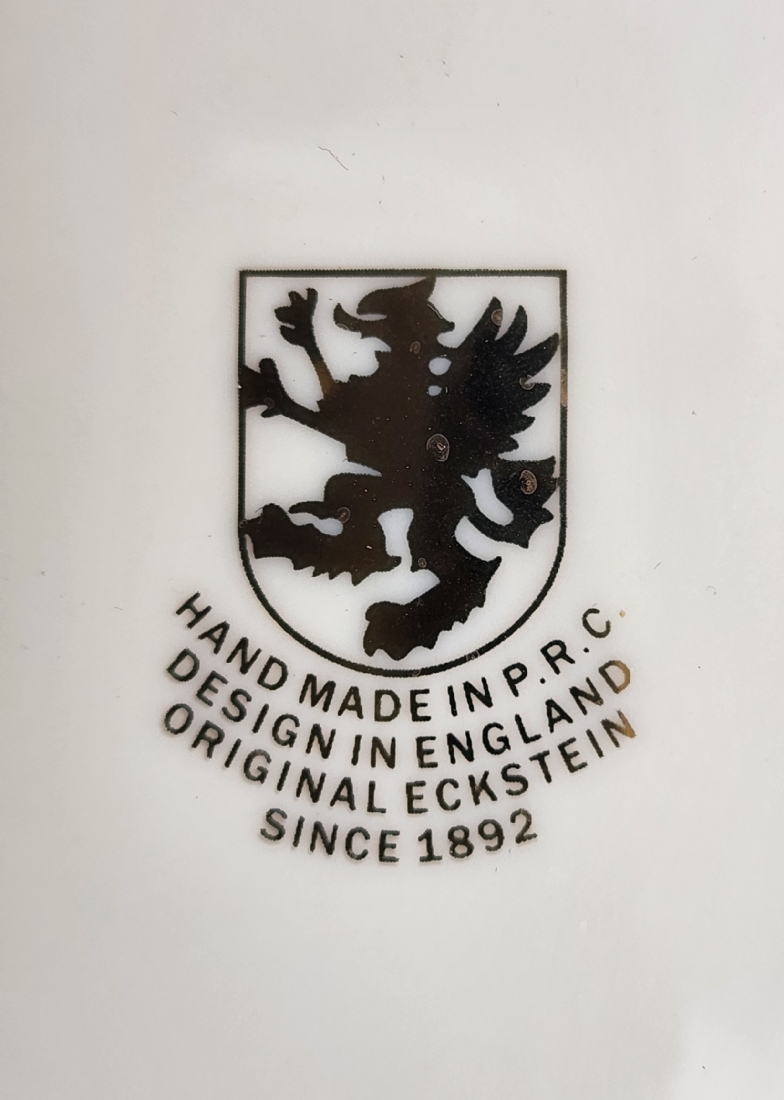 HAND MADE IN P.R.C.
DESIGN IN ENGLAND
ORIGINAL ECKSTEIN
SINCE 1892